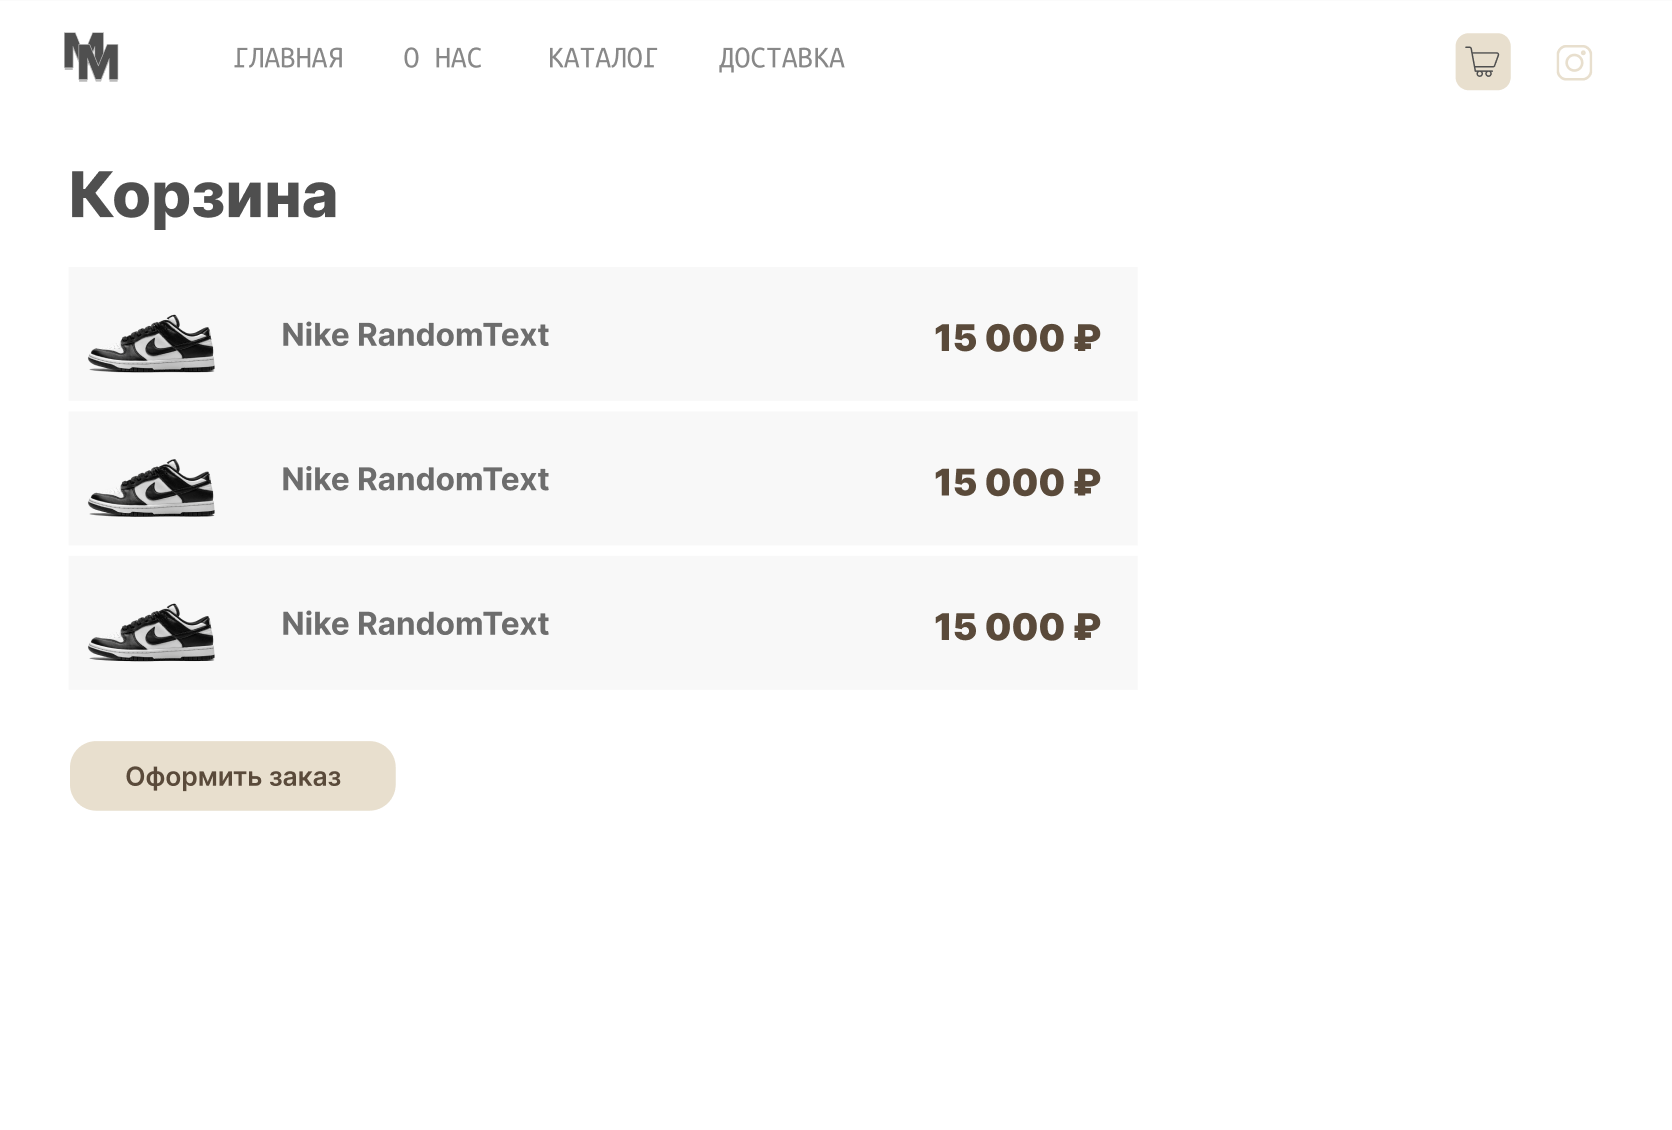 MM
ГЛАВНАЯ О НАС КАТАЛОГ ДОСТАВКА
Корзина
Nike RandomText 15 000 ₽
Nike RandomText 15 000 ₽
Nike RandomText 15 000 ₽
Оформить заказ